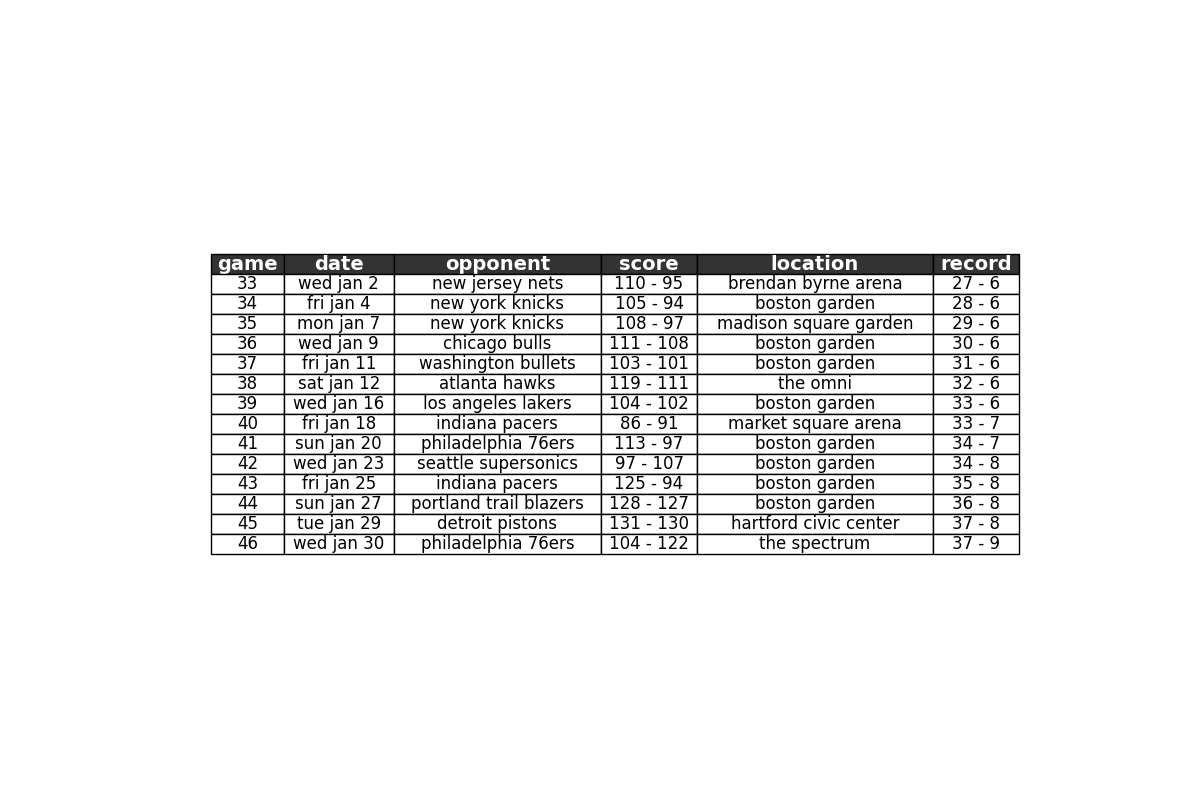 game date opponent score location record
33 wed jan 2 new jersey nets 110 - 95 brendan byrne arena 27 - 6
34 fri jan 4 new york knicks 105 - 94 boston garden 28 - 6
35 mon jan 7 new york knicks 108 - 97 madison square garden 29 - 6
36 wed jan 9 chicago bulls 111 - 108 boston garden 30 - 6
37 fri jan 11 washington bullets 103 - 101 boston garden 31 - 6
38 sat jan 12 atlanta hawks 119 - 111 the omni 32 - 6
39 wed jan 16 los angeles lakers 104 - 102 boston garden 33 - 6
40 fri jan 18 indiana pacers 86 - 91 market square arena 33 - 7
41 sun jan 20 philadelphia 76ers 113 - 97 boston garden 34 - 7
42 wed jan 23 seattle supersonics 97 - 107 boston garden 34 - 8
43 fri jan 25 indiana pacers 125 - 94 boston garden 35 - 8
44 sun jan 27 portland trail blazers 128 - 127 boston garden 36 - 8
45 tue jan 29 detroit pistons 131 - 130 hartford civic center 37 - 8
46 wed jan 30 philadelphia 76ers 104 - 122 the spectrum 37 - 9